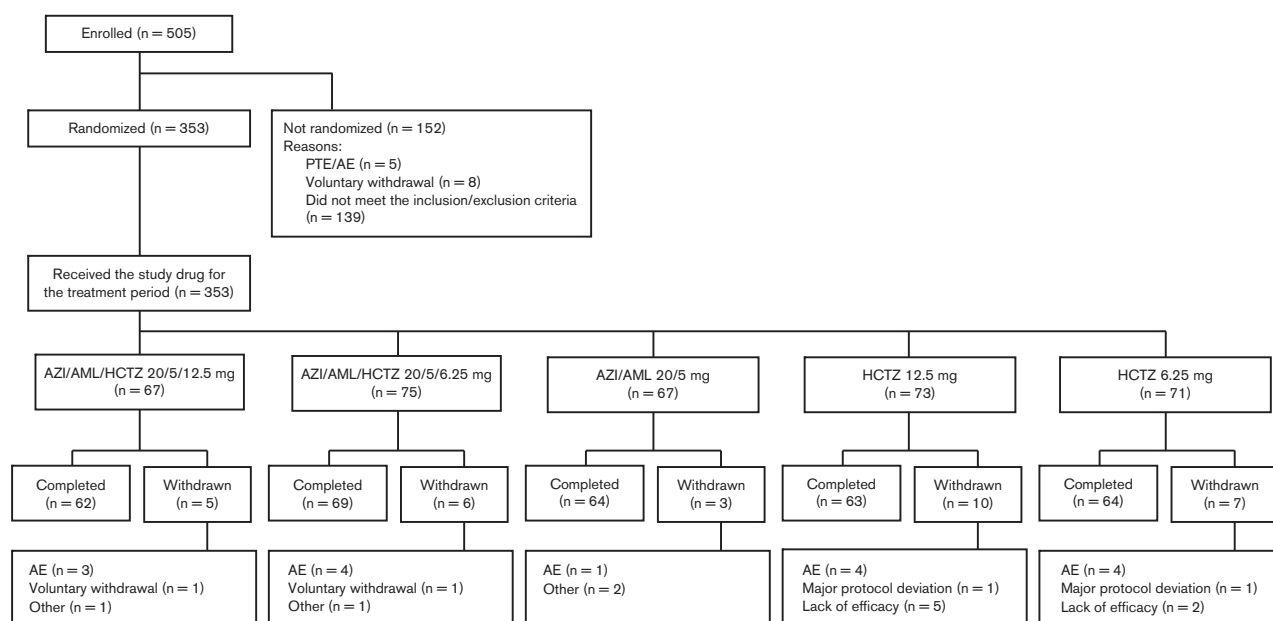 Enrolled (n = 505)
Randomized (n = 353)
Not randomized (n = 152)
Reasons:
PTE/AE (n = 5)
Voluntary withdrawal (n = 8)
Did not meet the inclusion/exclusion criteria
(n = 139)
Received the study drug for
the treatment period (n = 353)
AZI/AML/HCTZ 20/5/12.5 mg
(n = 67)
AZI/AML/HCTZ 20/5/6.25 mg
(n = 75)
AZI/AML 20/5 mg
(n = 67)
HCTZ 12.5 mg
(n = 73)
HCTZ 6.25 mg
(n = 71)
Completed
(n = 62)
Withdrawn
(n = 5)
Completed
(n = 69)
Withdrawn
(n = 6)
Completed
(n = 64)
Withdrawn
(n = 3)
Completed
(n = 63)
Withdrawn
(n = 10)
Completed
(n = 64)
Withdrawn
(n = 7)
AE (n = 3)
Voluntary withdrawal (n = 1)
Other (n = 1)
AE (n = 4)
Voluntary withdrawal (n = 1)
Other (n = 1)
AE (n = 1)
Other (n = 2)
AE (n = 4)
Major protocol deviation (n = 1)
Lack of efficacy (n = 5)
AE (n = 4)
Major protocol deviation (n = 1)
Lack of efficacy (n = 2)